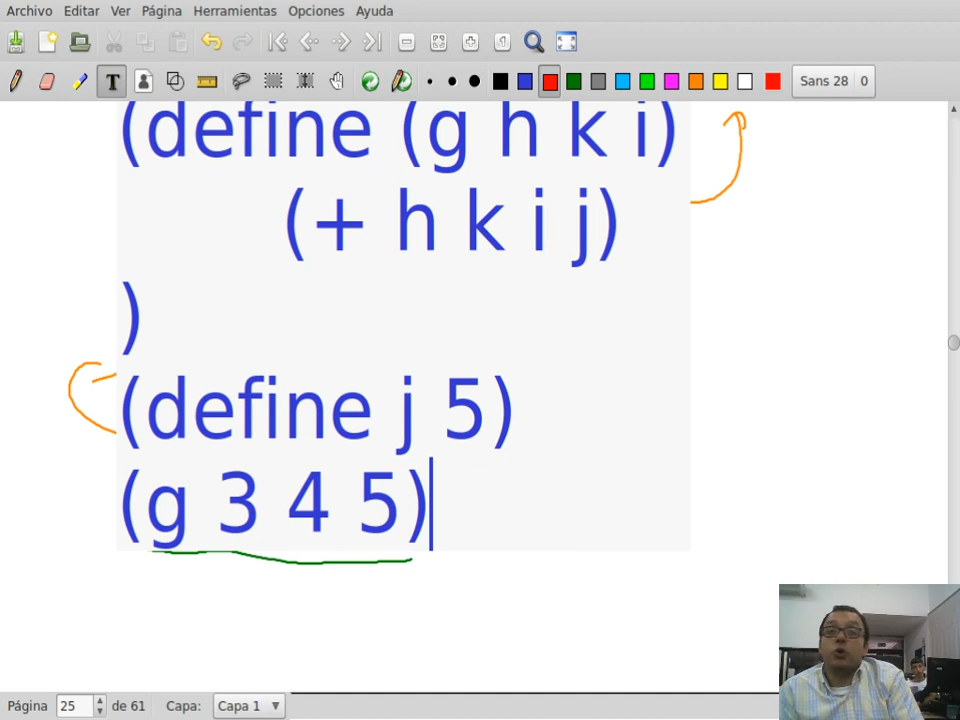 Archivo Editar Ver Página Herramientas Opciones Ayuda
T Sans 28 0
(define (g h k i)
(+ h k i j)
)
(define j 5)
(g 3 4 5)
Página 25 de 61 Capa: Capa 1